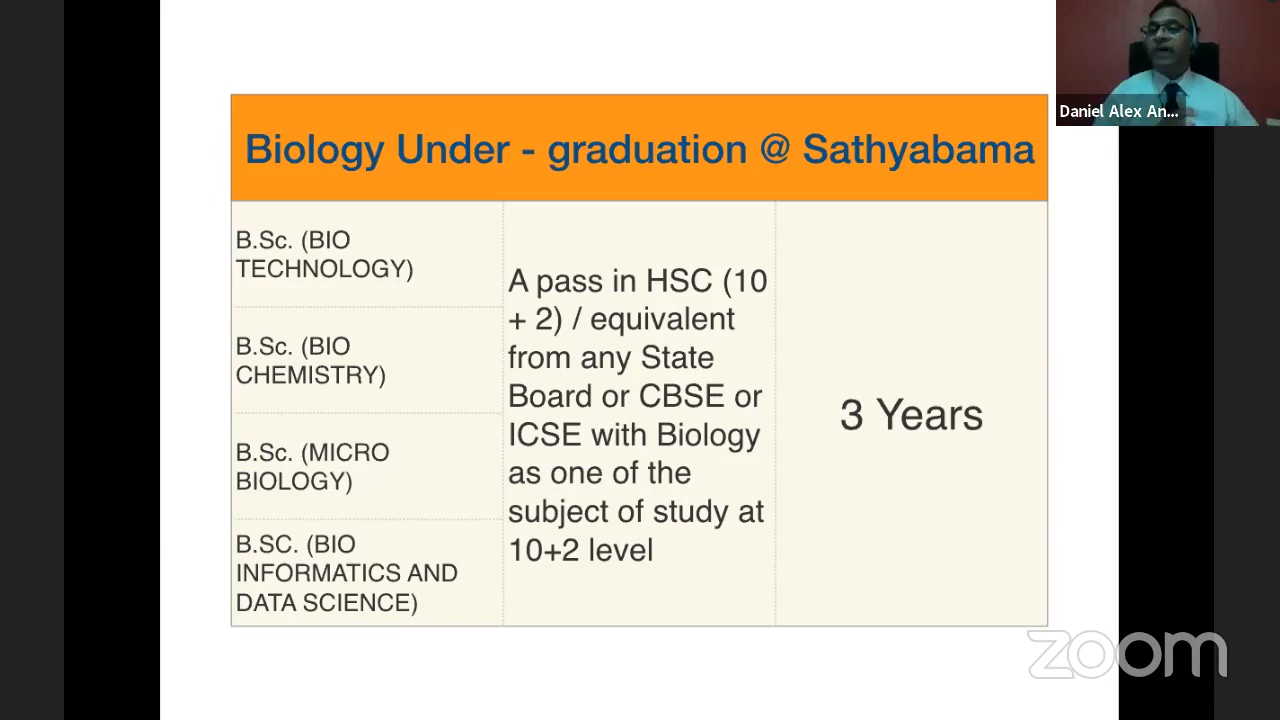 Daniel Alex An...
Biology Under - graduation @ Sathyabama
B.Sc. (BIO
TECHNOLOGY)
B.Sc. (BIO
CHEMISTRY)
B.Sc. (MICRO
BIOLOGY)
B.SC. (BIO
INFORMATICS AND
DATA SCIENCE)
A pass in HSC (10
+ 2) / equivalent
from any State
Board or CBSE or
ICSE with Biology
as one of the
subject of study at
10+2 level
3 Years
zoom